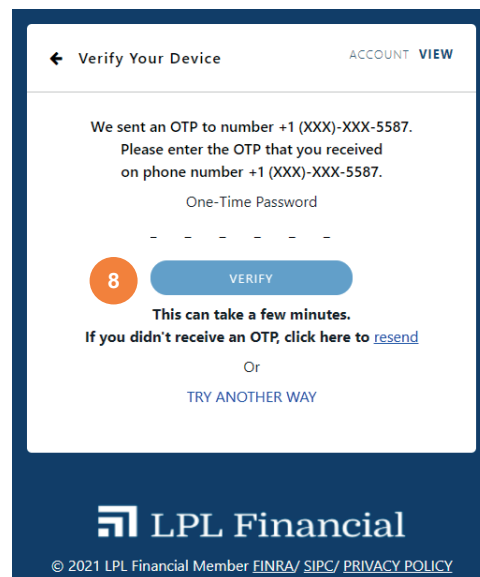 Verify Your Device ACCOUNT VIEW
We sent an OTP to number +1 (XXX)-XXX-5587.
Please enter the OTP that you received
on phone number +1 (XXX)-XXX-5587.
One-Time Password
_ _ _ _ _ _
8 VERIFY
This can take a few minutes.
If you didn't receive an OTP, click here to resend
Or
TRY ANOTHER WAY
LPL Financial
© 2021 LPL Financial Member FINRA/ SIPC/ PRIVACY POLICY